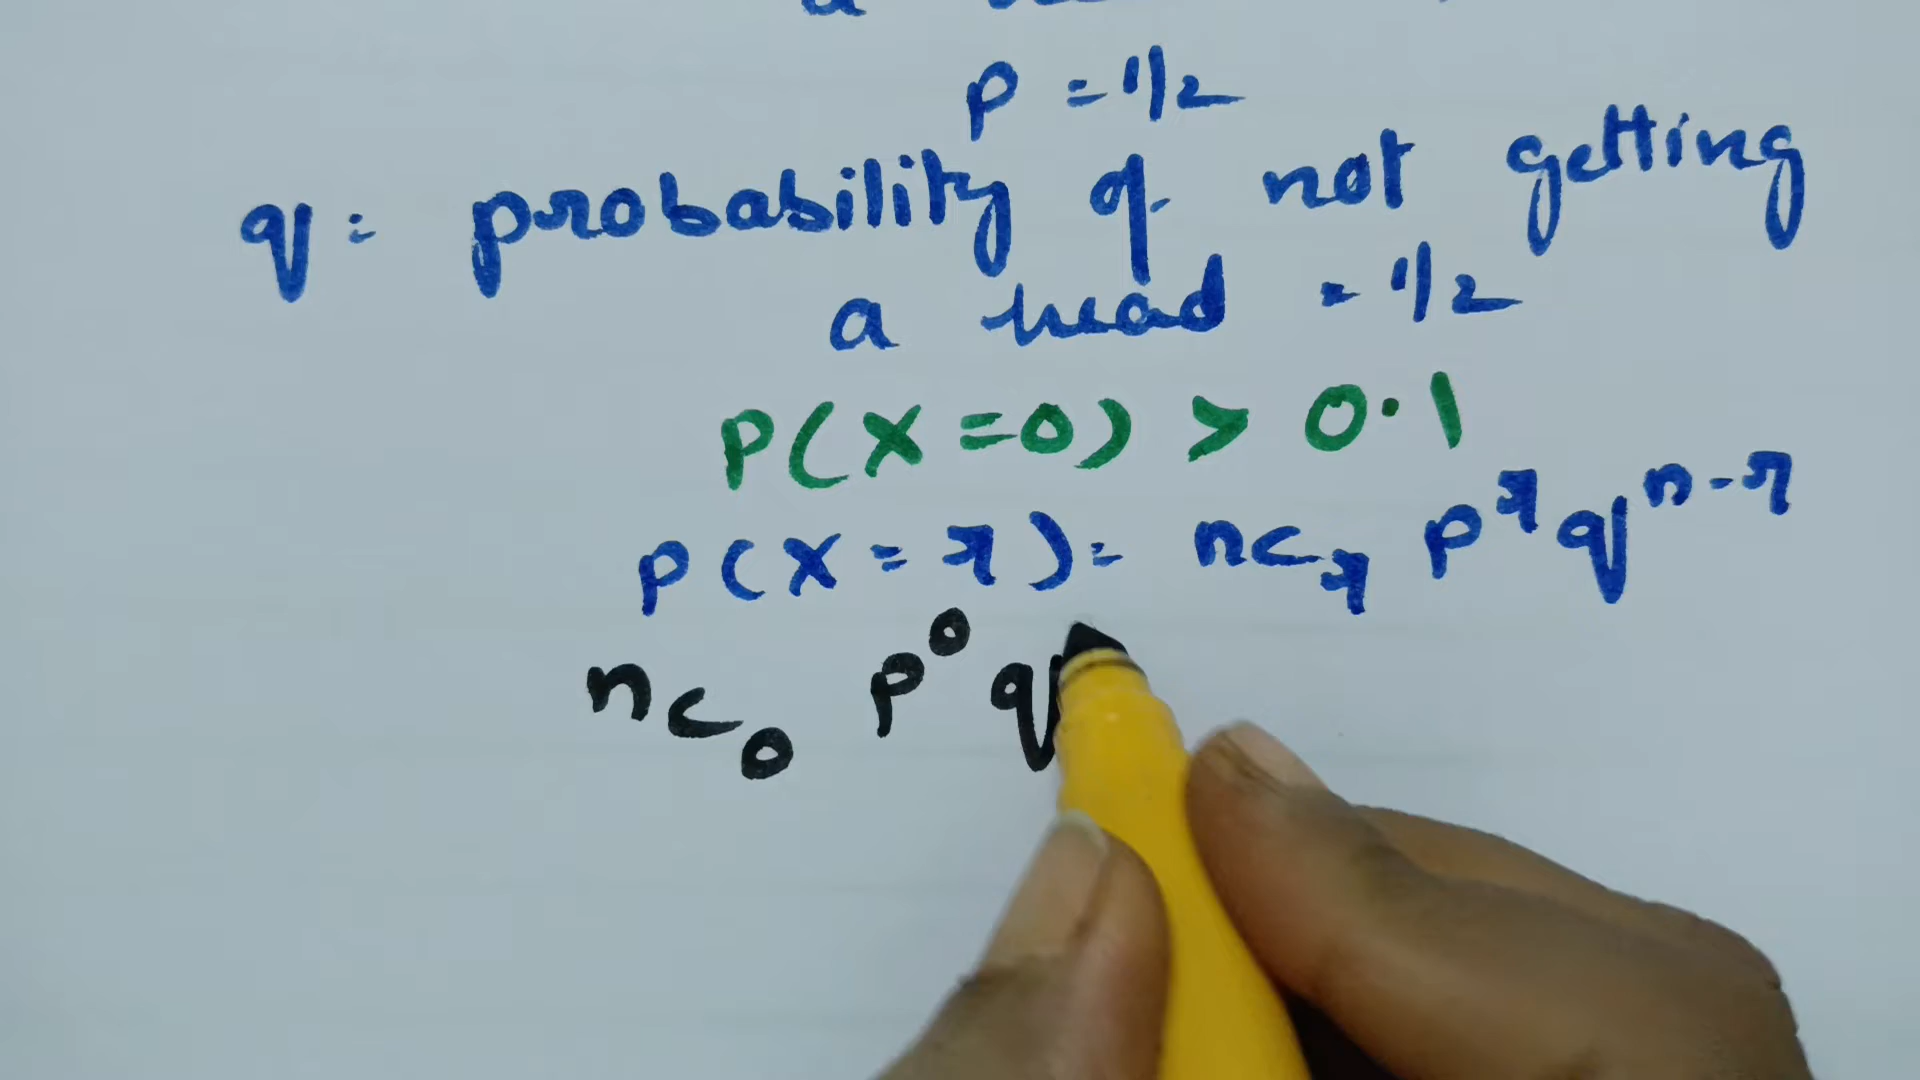 p = 1/2
q = probability of not getting
a head = 1/2
P(X=0) > 0.1
P(X=r) = nCr p^r q^n-r
nC0 p^0 q